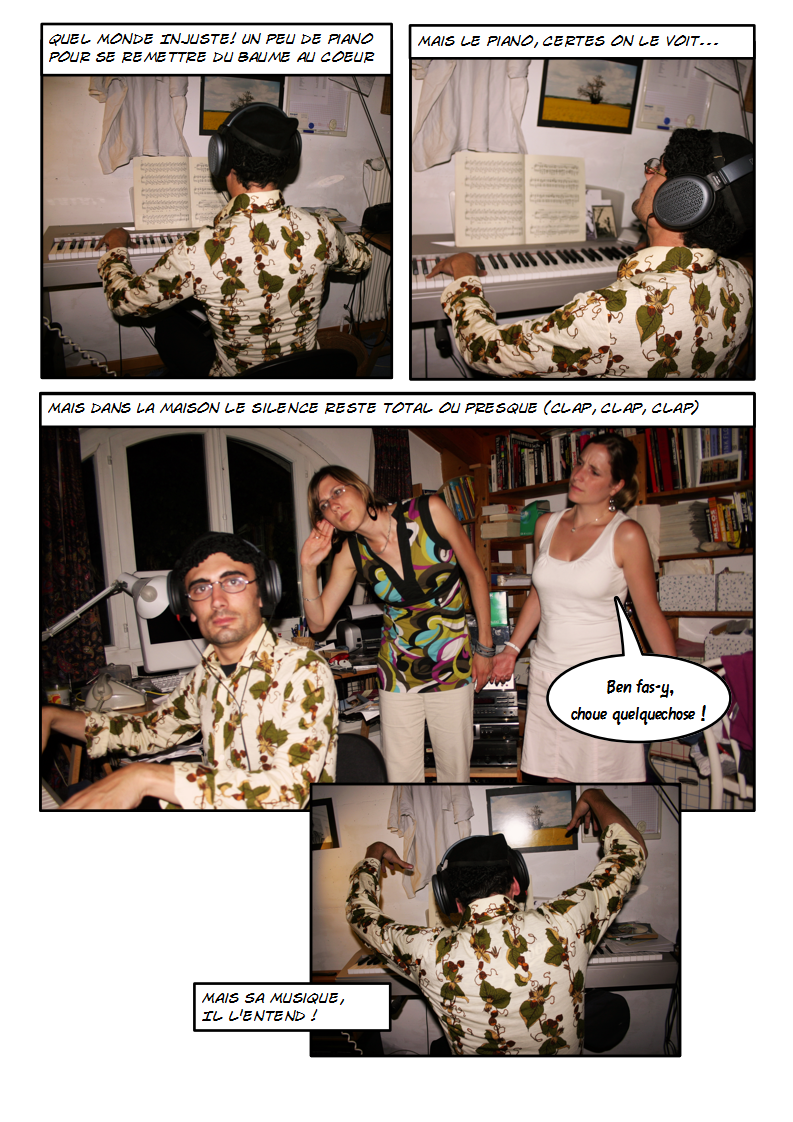 QUEL MONDE INJUSTE! UN PEU DE PIANO
POUR SE REMETTRE DU BAUME AU COEUR
MAIS LE PIANO, CERTES ON LE VOIT...
MAIS DANS LA MAISON LE SILENCE RESTE TOTAL OU PRESQUE (CLAP, CLAP, CLAP)
Ben fas-y,
choue quelquechose !
MAIS SA MUSIQUE,
IL L'ENTEND !